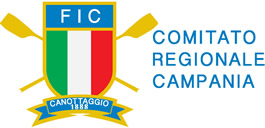 FIC
CANOTTAGGIO
1888
COMITATO
REGIONALE
CAMPANIA